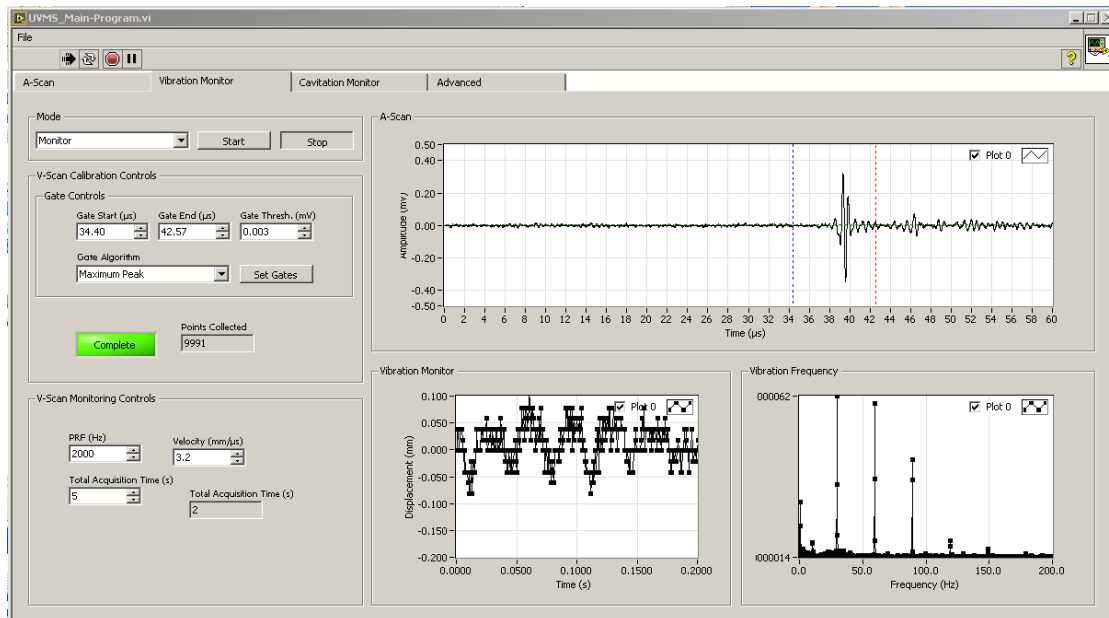 UVMS_Main-Program.vi
File
A-Scan Vibration Monitor Cavitation Monitor Advanced
Mode
Monitor Start Stop
V-Scan Calibration Controls
Gate Controls
Gate Start (µs) Gate End (µs) Gate Thresh. (mV)
34.40 42.57 0.003
Gate Algorithm
Maximum Peak Set Gates
Complete
Points Collected
9991
V-Scan Monitoring Controls
PRF (Hz) Velocity (mm/µs)
2000 3.2
Total Acquisition Time (s)
5
Total Acquisition Time (s)
2
A-Scan
Plot 0
Amplitude (mV)
0.50
0.40
0.20
0.00
-0.20
-0.40
-0.50
0 2 4 6 8 10 12 14 16 18 20 22 24 26 28 30 32 34 36 38 40 42 44 46 48 50 52 54 56 58 60
Time (µs)
Vibration Monitor
Plot 0
Displacement (mm)
0.100
0.050
0.000
-0.050
-0.100
-0.150
-0.200
0.0000 0.0500 0.1000 0.1500 0.2000
Time (s)
Vibration Frequency
Plot 0
000062
000014
0.0 50.0 100.0 150.0 200.0
Frequency (Hz)